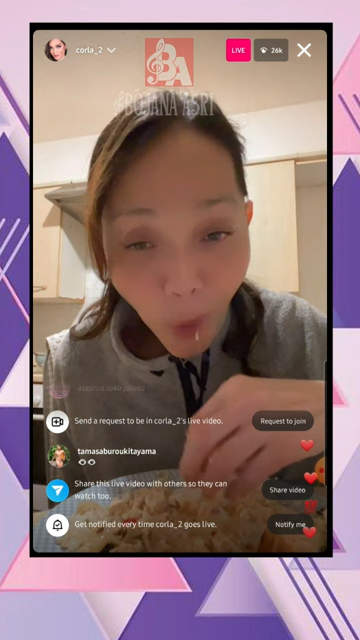 corla_2
LIVE
26k
BA
BOJANA ASRI
Send a request to be in corla_2's live video.
Request to join
tamasaburoukitayama
👀
Share this live video with others so they can
watch too.
Share video
Get notified every time corla_2 goes live.
Notify me